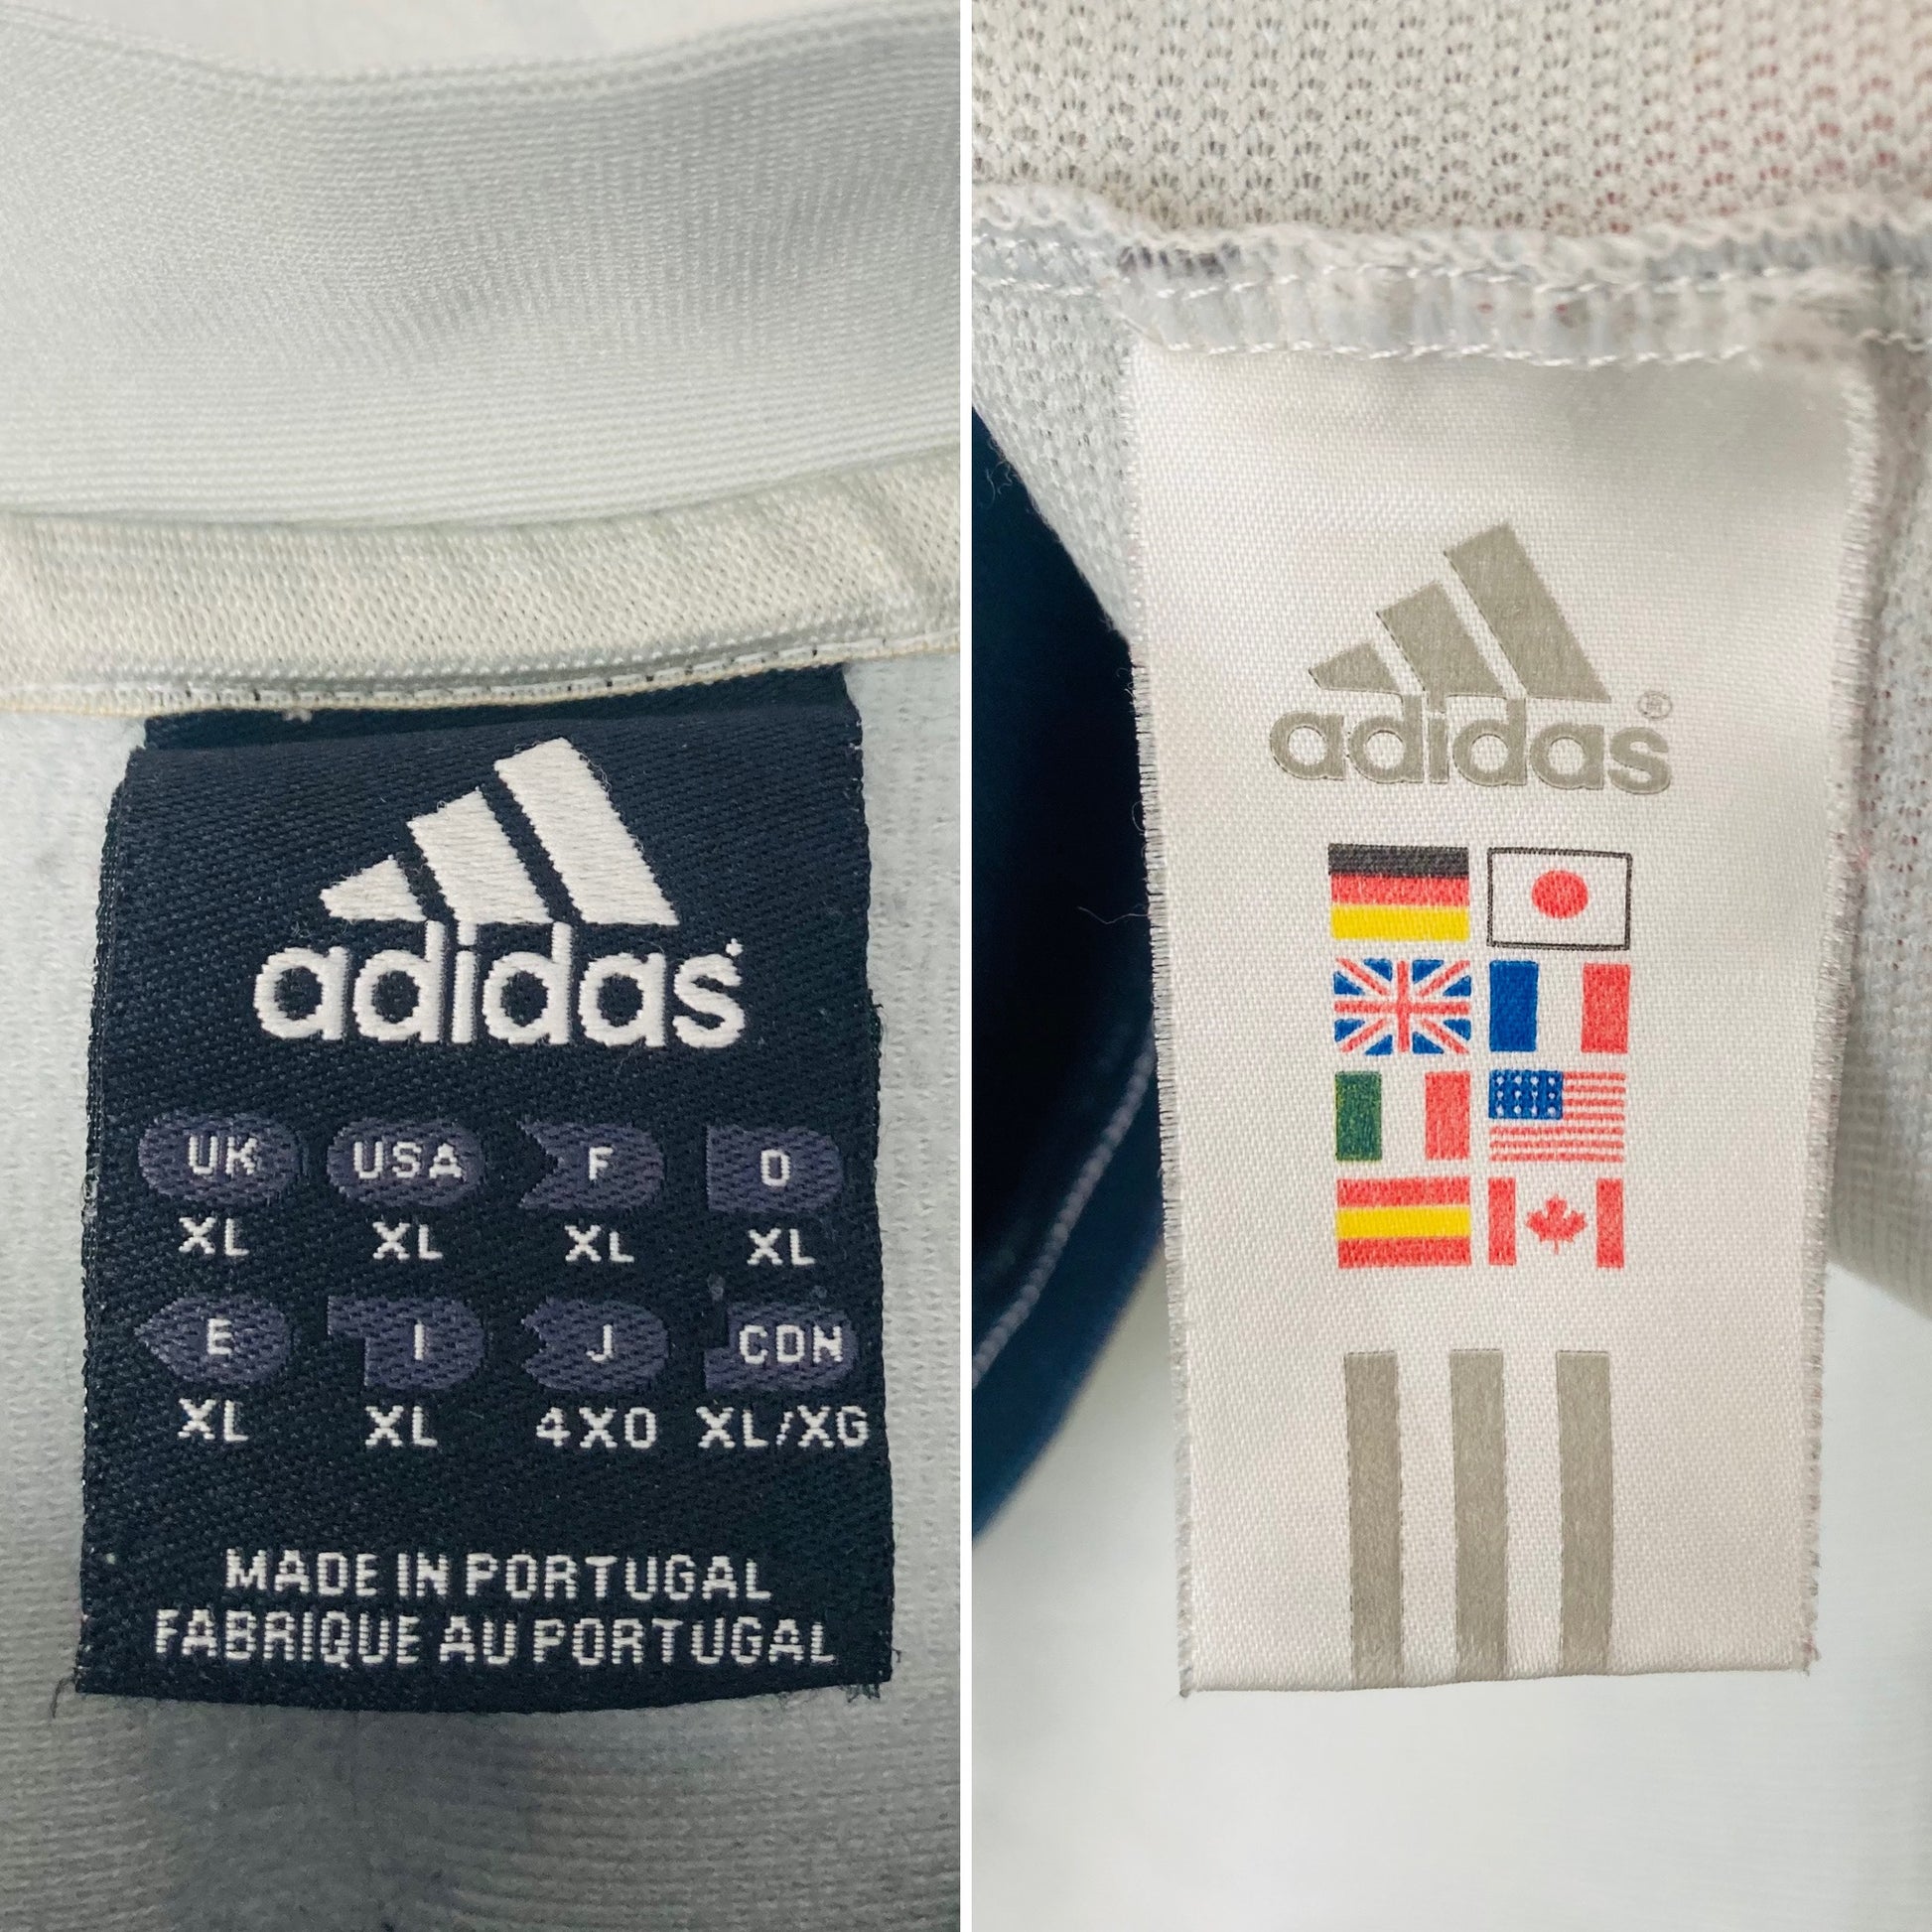 adidas
UK USA F D
XL XL XL XL
E I J CDN
XL XL 4XO XL/XG
MADE IN PORTUGAL
FABRIQUE AU PORTUGAL
adidas®